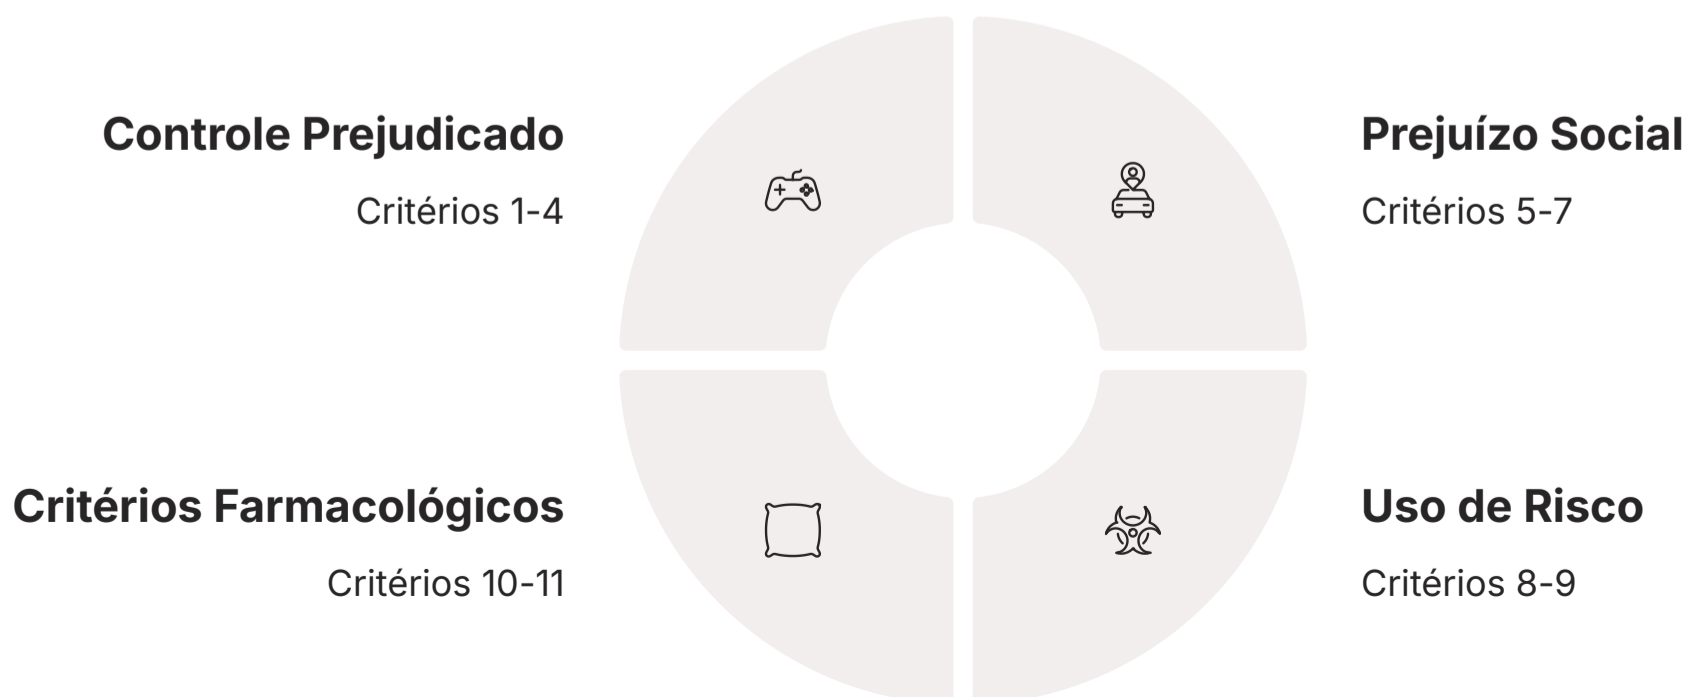 Controle Prejudicado
Critérios 1-4
Prejuízo Social
Critérios 5-7
Critérios Farmacológicos
Critérios 10-11
Uso de Risco
Critérios 8-9